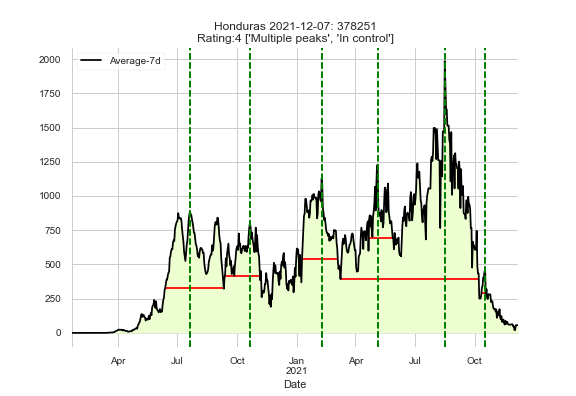 Honduras 2021-12-07: 378251
Rating:4 ['Multiple peaks', 'In control']
Average-7d
2000
1750
1500
1250
1000
750
500
250
0
Apr
Jul
Oct
Jan
2021
Apr
Jul
Oct
Date